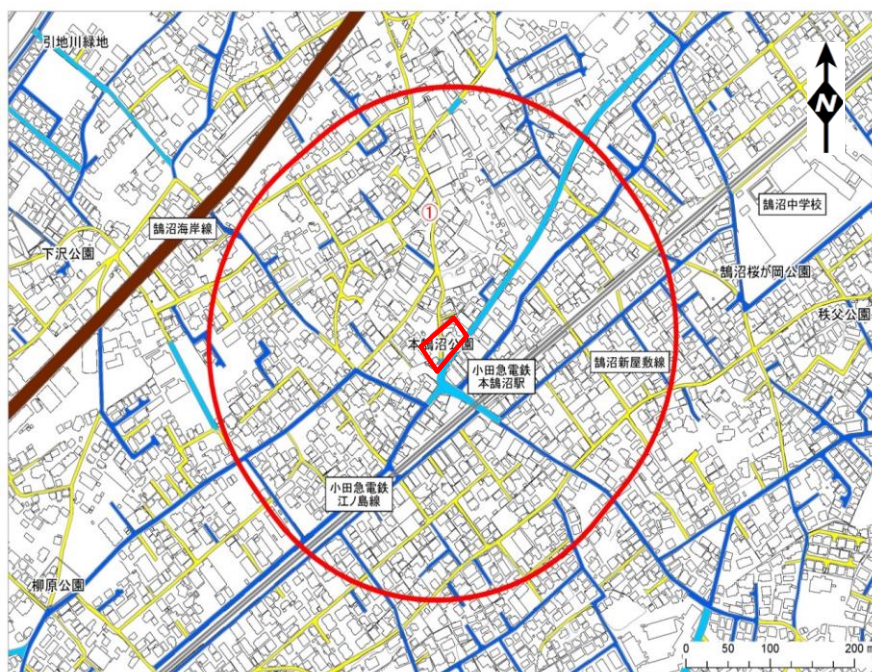 引地川緑地
N
鵠沼中学校
①
鵠沼海岸線
下沢公園
鵠沼桜が岡公園
秩父公園
本鵠沼公園
小田急電鉄
本鵠沼駅
鵠沼新屋敷線
小田急電鉄
江ノ島線
柳原公園
0 50 100 200 m